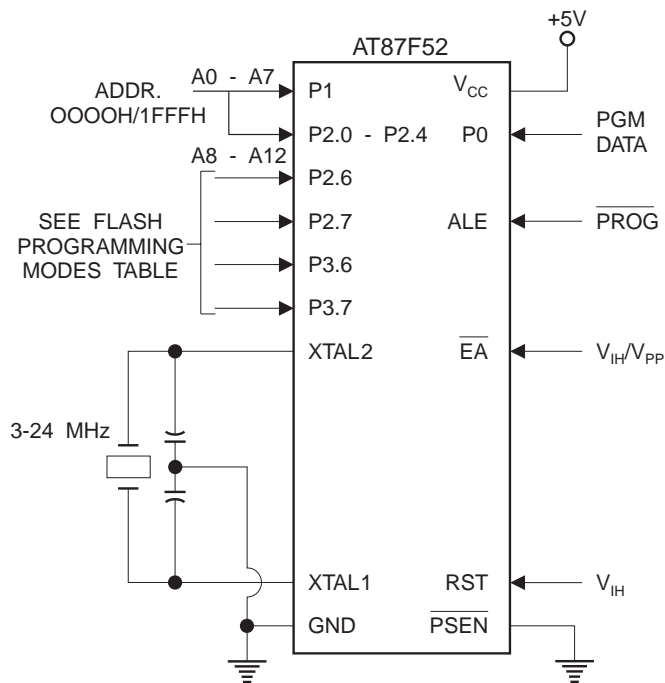 +5V
AT87F52
A0 - A7
ADDR.
OOOOH/1FFFH
P1
VCC
P2.0 - P2.4
P0
PGM
DATA
A8 - A12
P2.6
SEE FLASH
PROGRAMMING
MODES TABLE
P2.7
ALE
PROG
P3.6
P3.7
XTAL2
EA
VIH/VPP
3-24 MHz
XTAL1
RST
VIH
GND
PSEN